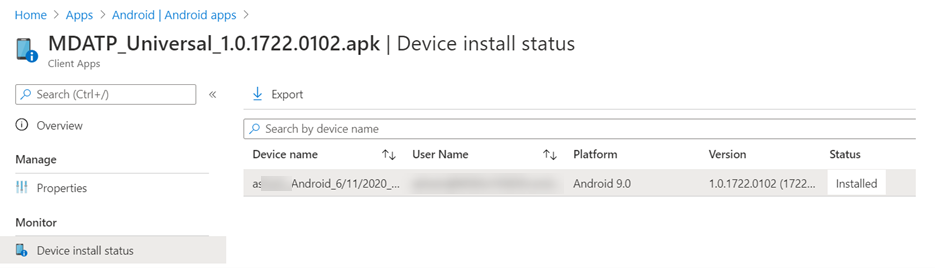 Home > Apps > Android | Android apps >
MDATP_Universal_1.0.1722.0102.apk | Device install status
Client Apps
Search (Ctrl+/)
«
Overview
Manage
Properties
Monitor
Device install status
Export
Search by device name
Device name ↑↓ User Name ↑↓ Platform Version Status
as Android_6/11/2020_... Android 9.0 1.0.1722.0102 (1722... Installed